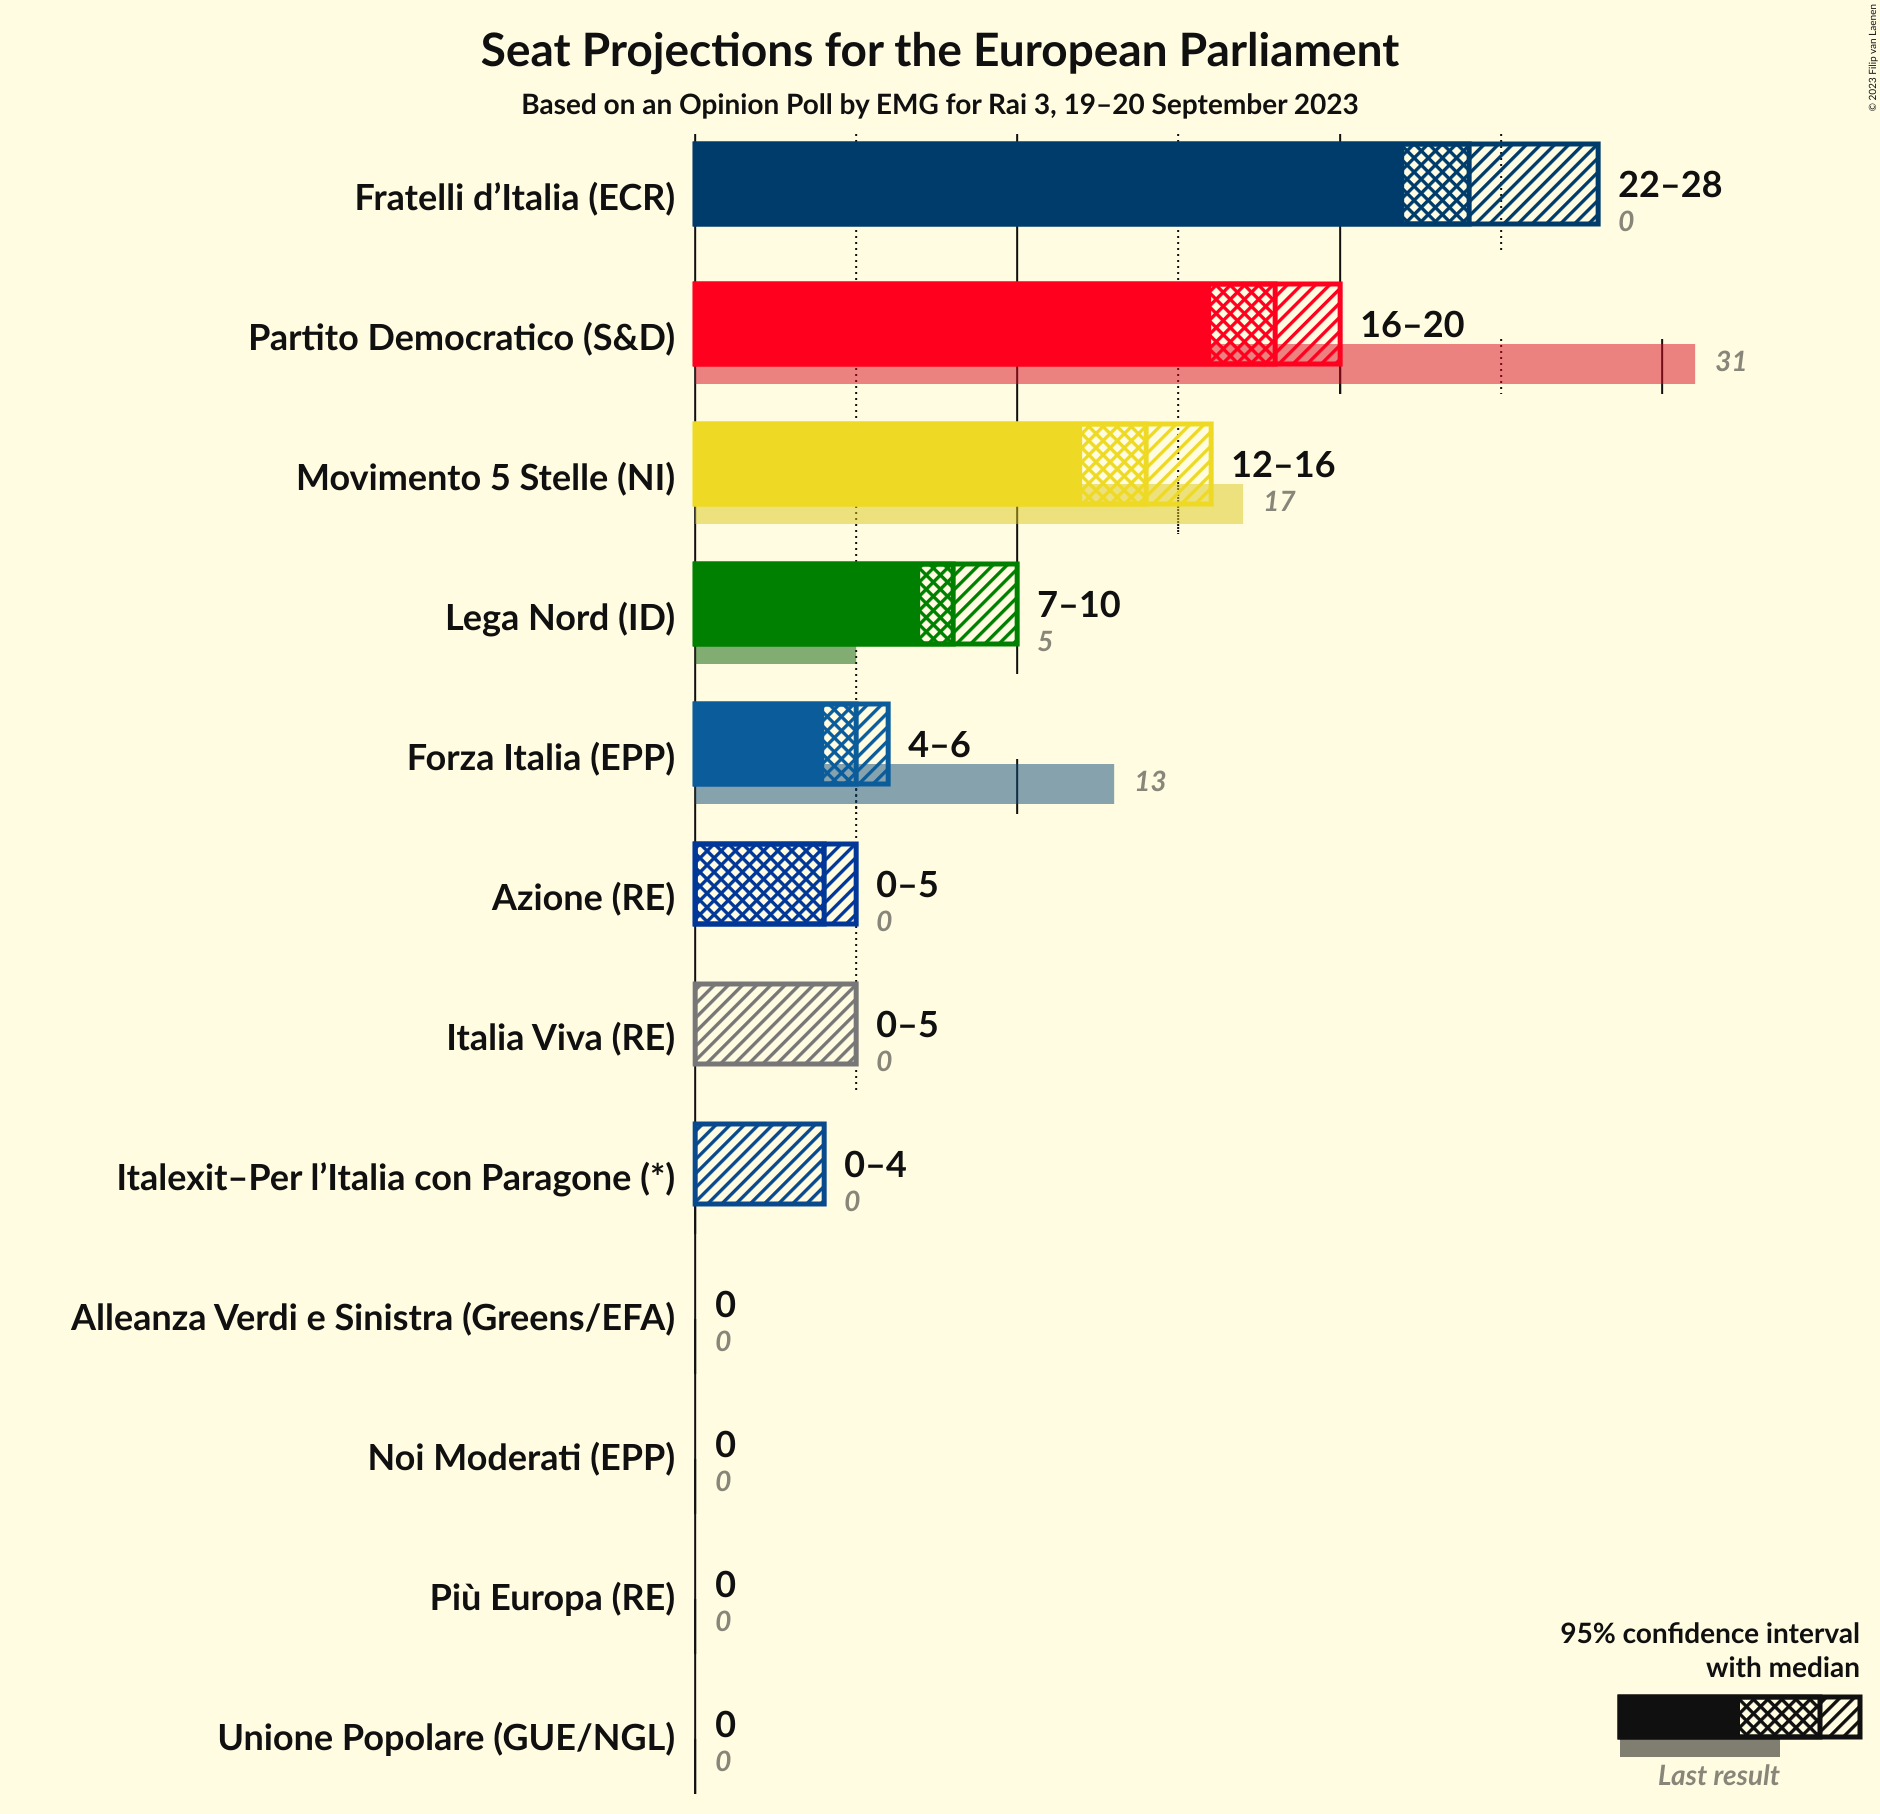 Seat Projections for the European Parliament
Based on an Opinion Poll by EMG for Rai 3, 19–20 September 2023
© 2023 Filip van Laenen
Fratelli d’Italia (ECR)
22–28
0
Partito Democratico (S&D)
16–20
31
Movimento 5 Stelle (NI)
12–16
17
Lega Nord (ID)
7–10
5
Forza Italia (EPP)
4–6
13
Azione (RE)
0–5
0
Italia Viva (RE)
0–5
0
Italexit–Per l’Italia con Paragone (*)
0–4
0
Alleanza Verdi e Sinistra (Greens/EFA)
0
0
Noi Moderati (EPP)
0
0
Più Europa (RE)
0
0
Unione Popolare (GUE/NGL)
0
0
95% confidence interval
with median
Last result